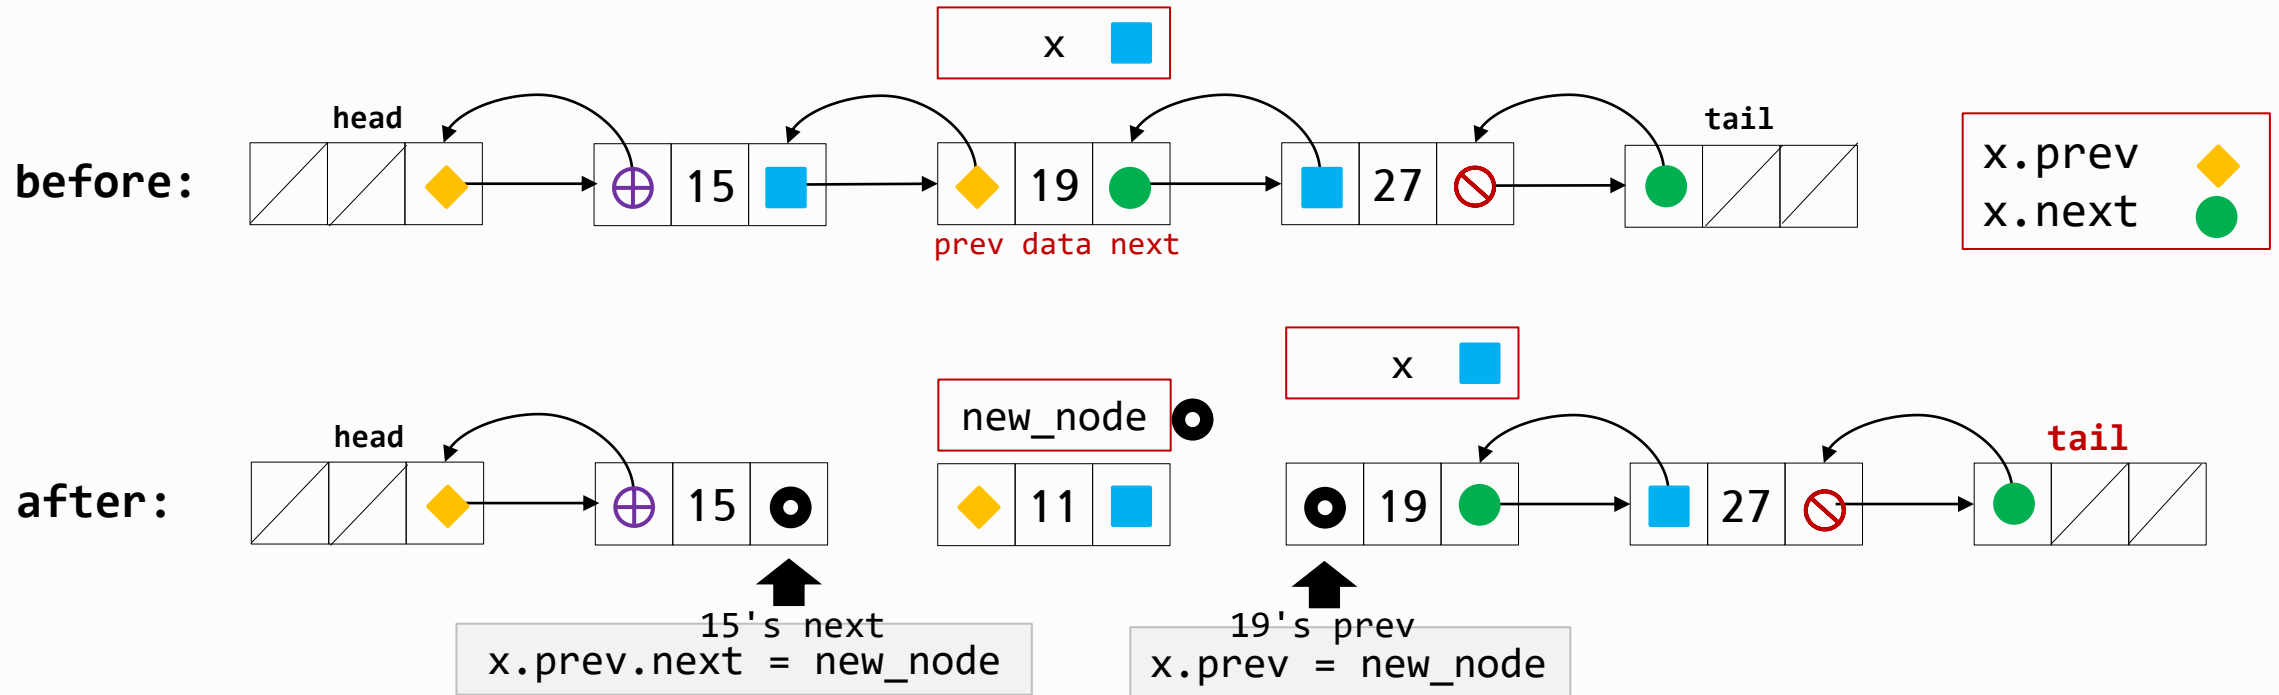 x
head
tail
before:
15
19
27
prev data next
x.prev
x.next
x
new_node
head
tail
after:
15
11
19
27
15's next
x.prev.next = new_node
19's prev
x.prev = new_node